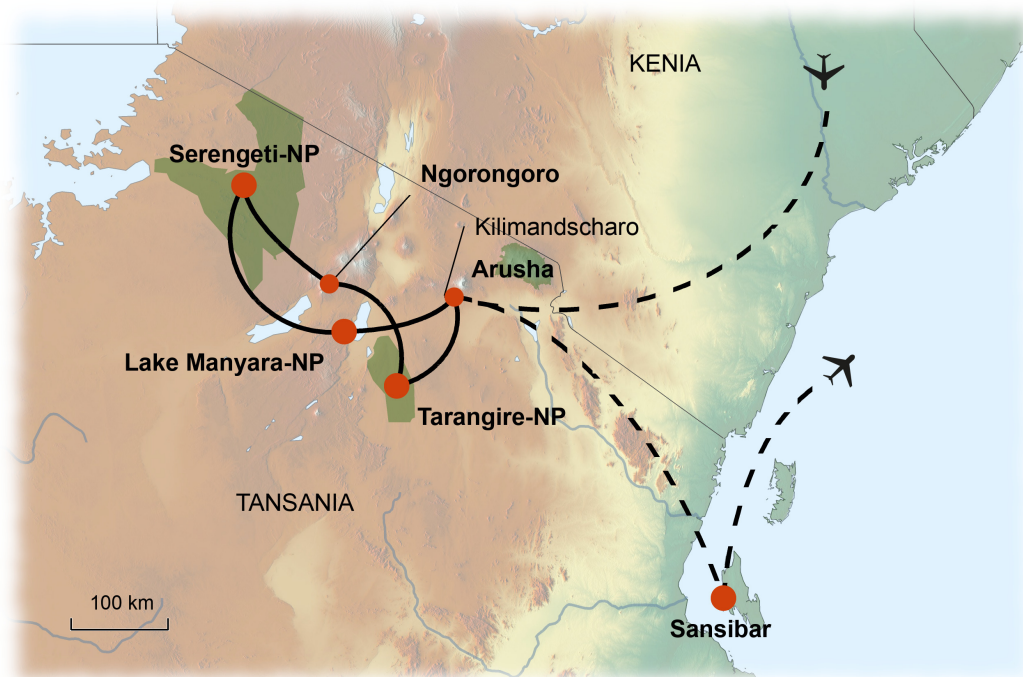 KENIA
Serengeti-NP
Ngorongoro
Kilimandscharo
Arusha
Lake Manyara-NP
Tarangire-NP
TANSANIA
100 km
Sansibar